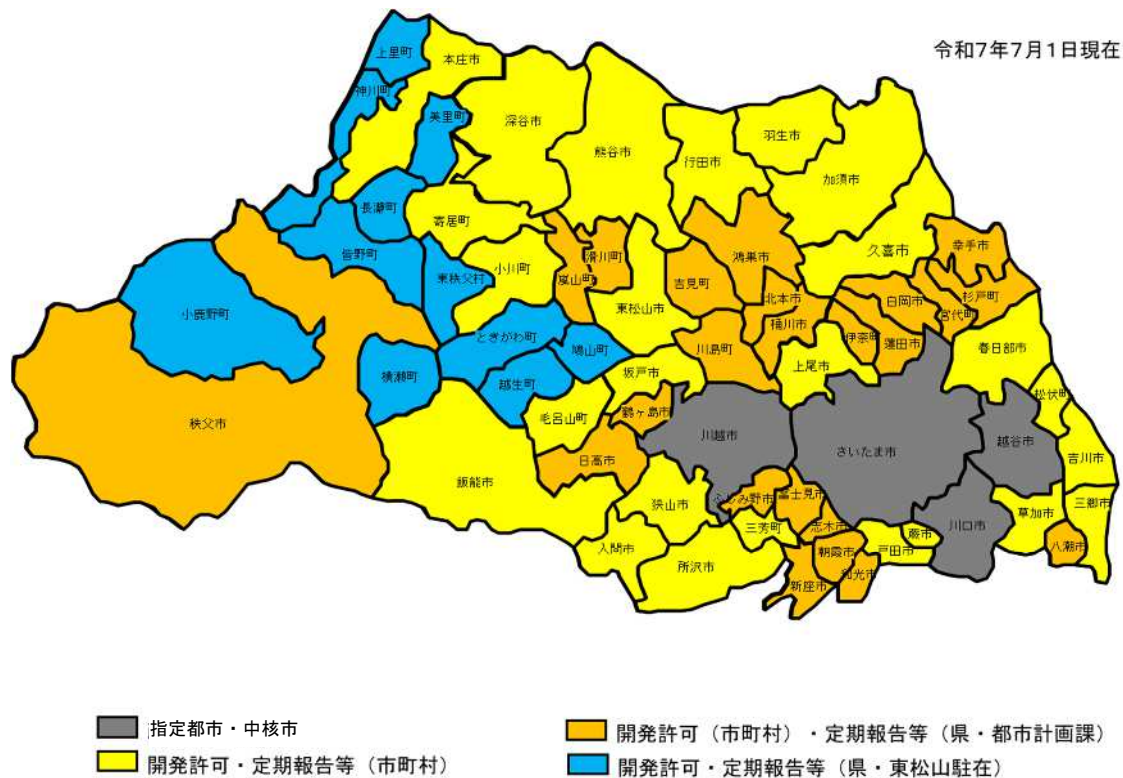 令和7年7月1日現在
上里町
本庄市
神川町
美里町
深谷市
熊谷市
行田市
羽生市
加須市
長瀞町
寄居町
皆野町
東秩父村
小川町
嵐山町
滑川町
東松山市
吉見町
鴻巣市
久喜市
幸手市
北本市
桶川市
白岡市
宮代町
杉戸町
小鹿野町
ときがわ町
鳩山町
川島町
上尾市
伊奈町
蓮田市
春日部市
横瀬町
越生町
坂戸市
松伏町
毛呂山町
鶴ヶ島市
川越市
さいたま市
越谷市
秩父市
日高市
吉川市
飯能市
狭山市
ふじみ野市
富士見市
三芳町
志木市
蕨市
川口市
草加市
三郷市
入間市
所沢市
朝霞市
戸田市
八潮市
新座市
和光市
指定都市・中核市
開発許可・定期報告等（市町村）
開発許可（市町村）・定期報告等（県・都市計画課）
開発許可・定期報告等（県・東松山駐在）